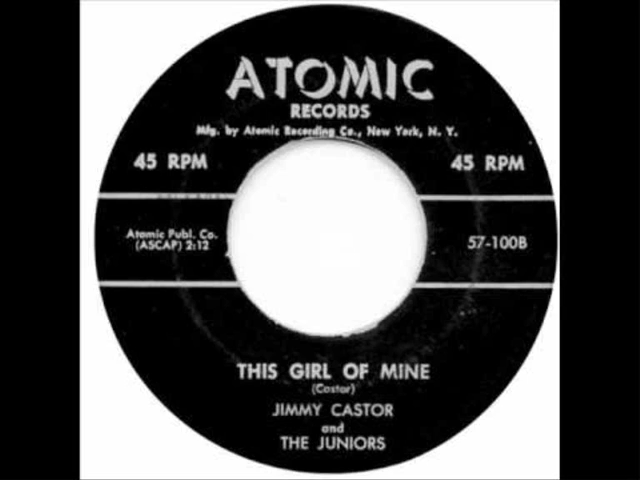 ATOMIC
RECORDS
Mfg. by Atomic Recording Co., New York, N. Y.
45 RPM
45 RPM
Atomic Publ. Co.
(ASCAP) 2:12
57-100B
THIS GIRL OF MINE
(Castor)
JIMMY CASTOR
and
THE JUNIORS